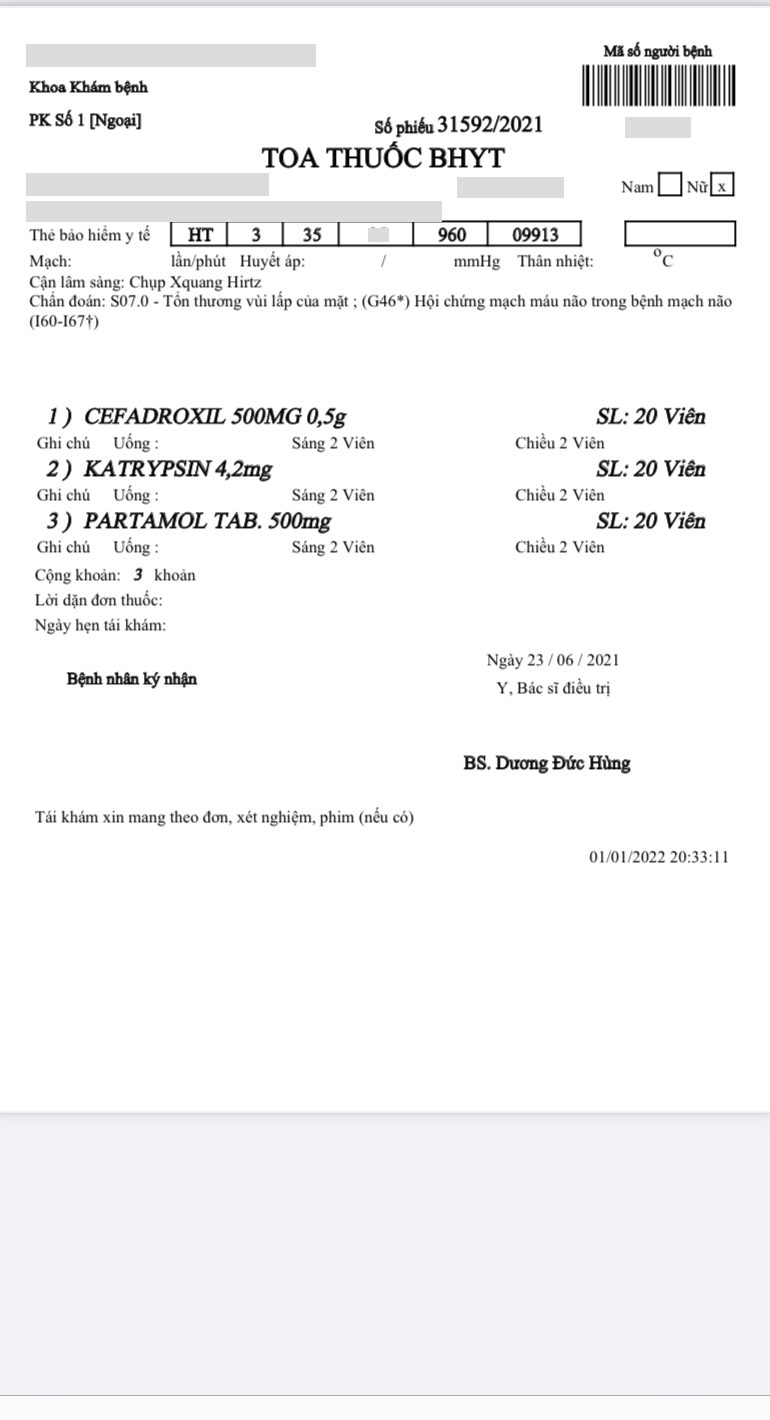 Mã số người bệnh
Khoa Khám bệnh
PK Số 1 [Ngoại]
Số phiếu 31592/2021
TOA THUỐC BHYT
Nam Nữ x
Thẻ bảo hiểm y tế HT 3 35 960 09913
Mạch: lần/phút Huyết áp: / mmHg Thân nhiệt: °C
Cận lâm sàng: Chụp Xquang Hirtz
Chẩn đoán: S07.0 - Tổn thương vùi lấp của mặt ; (G46*) Hội chứng mạch máu não trong bệnh mạch não
(I60-I67†)
1 ) CEFADROXIL 500MG 0,5g SL: 20 Viên
Ghi chú Uống : Sáng 2 Viên Chiều 2 Viên
2 ) KATRYPSIN 4,2mg SL: 20 Viên
Ghi chú Uống : Sáng 2 Viên Chiều 2 Viên
3 ) PARTAMOL TAB. 500mg SL: 20 Viên
Ghi chú Uống : Sáng 2 Viên Chiều 2 Viên
Cộng khoản: 3 khoản
Lời dặn đơn thuốc:
Ngày hẹn tái khám:
Ngày 23 / 06 / 2021
Bệnh nhân ký nhận
Y, Bác sĩ điều trị
BS. Dương Đức Hùng
Tái khám xin mang theo đơn, xét nghiệm, phim (nếu có)
01/01/2022 20:33:11